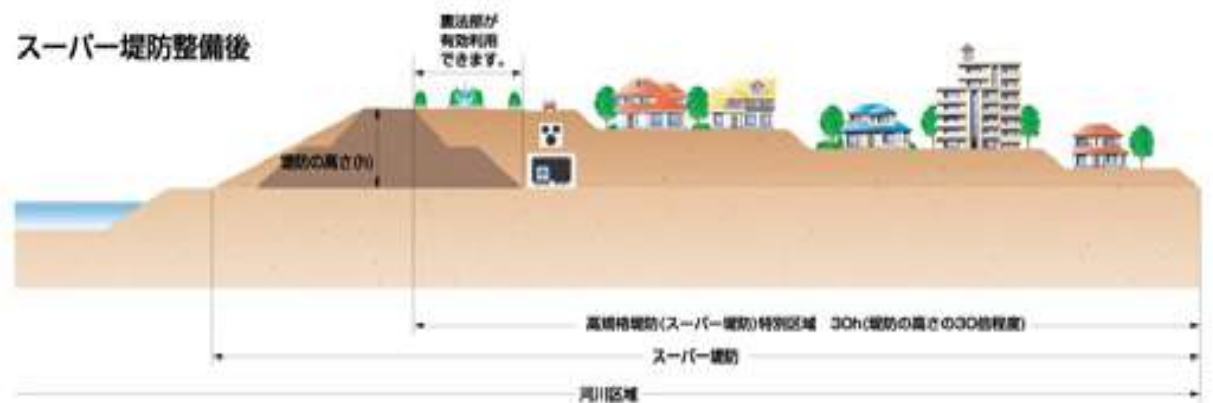 スーパー堤防整備後
裏法部が
有効利用
できます。
堤防の高さ(h)
高規格堤防(スーパー堤防)特別区域 30h(堤防の高さの30倍程度)
スーパー堤防
河川区域